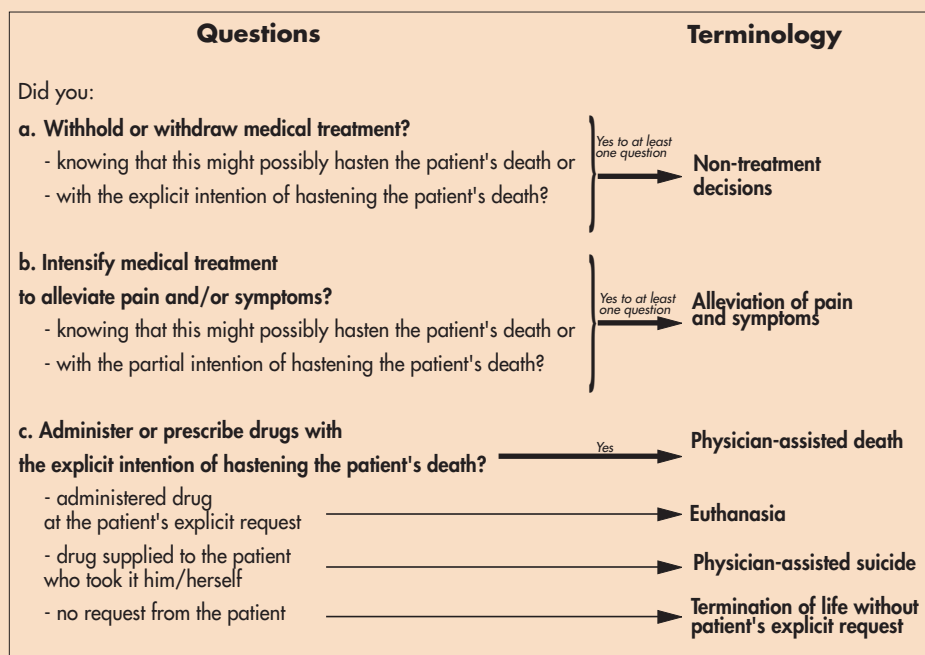 Questions
Terminology
Did you:
a. Withhold or withdraw medical treatment?
- knowing that this might possibly hasten the patient's death or
- with the explicit intention of hastening the patient's death?
Yes to at least
one question
Non-treatment
decisions
b. Intensify medical treatment
to alleviate pain and/or symptoms?
- knowing that this might possibly hasten the patient's death or
- with the partial intention of hastening the patient's death?
Yes to at least
one question
Alleviation of pain
and symptoms
c. Administer or prescribe drugs with
the explicit intention of hastening the patient's death?
Yes
Physician-assisted death
- administered drug
at the patient's explicit request
Euthanasia
- drug supplied to the patient
who took it him/herself
Physician-assisted suicide
- no request from the patient
Termination of life without
patient's explicit request